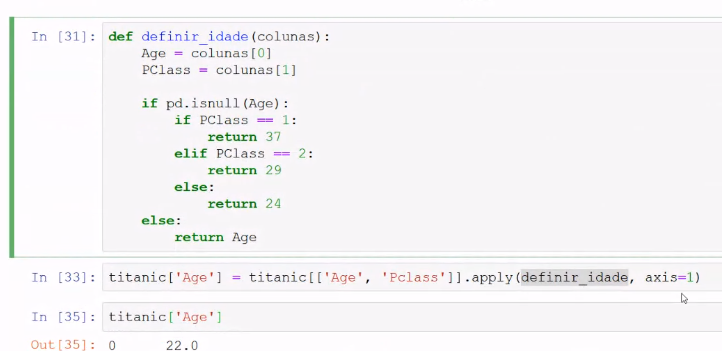 In [31]: def definir_idade(colunas):
Age = colunas[0]
PClass = colunas[1]
if pd.isnull(Age):
if PClass == 1:
return 37
elif PClass == 2:
return 29
else:
return 24
else:
return Age
In [33]: titanic['Age'] = titanic[['Age', 'Pclass']].apply(definir_idade, axis=1)
In [35]: titanic['Age']
Out[35]: 0 22.0